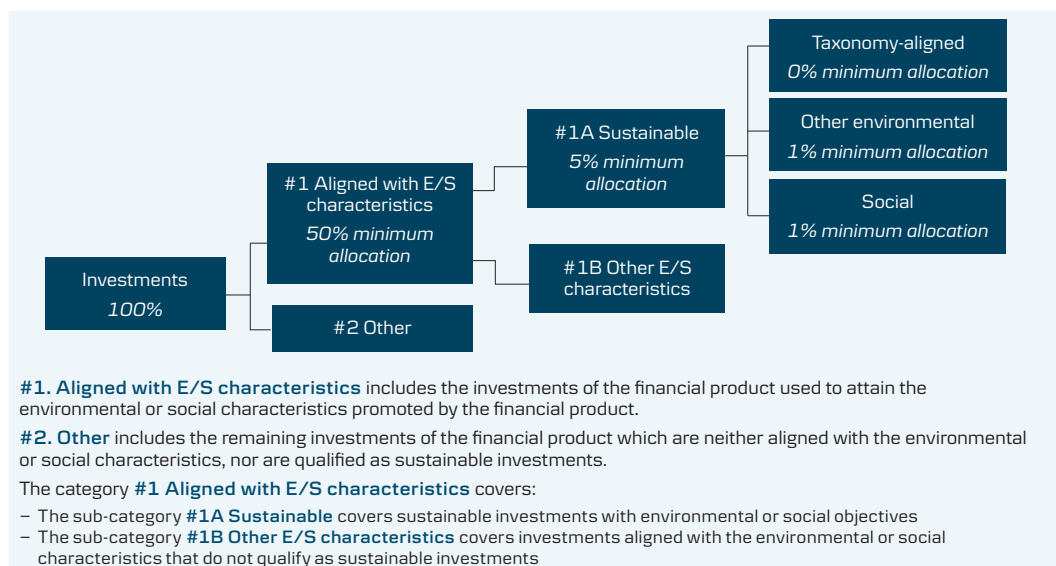 Taxonomy-aligned
0% minimum allocation
#1A Sustainable
5% minimum
allocation
Other environmental
1% minimum allocation
#1 Aligned with E/S
characteristics
50% minimum
allocation
Social
1% minimum allocation
#1B Other E/S
characteristics
Investments
100%
#2 Other
#1. Aligned with E/S characteristics includes the investments of the financial product used to attain the
environmental or social characteristics promoted by the financial product.
#2. Other includes the remaining investments of the financial product which are neither aligned with the environmental
or social characteristics, nor are qualified as sustainable investments.
The category #1 Aligned with E/S characteristics covers:
– The sub-category #1A Sustainable covers sustainable investments with environmental or social objectives
– The sub-category #1B Other E/S characteristics covers investments aligned with the environmental or social
characteristics that do not qualify as sustainable investments